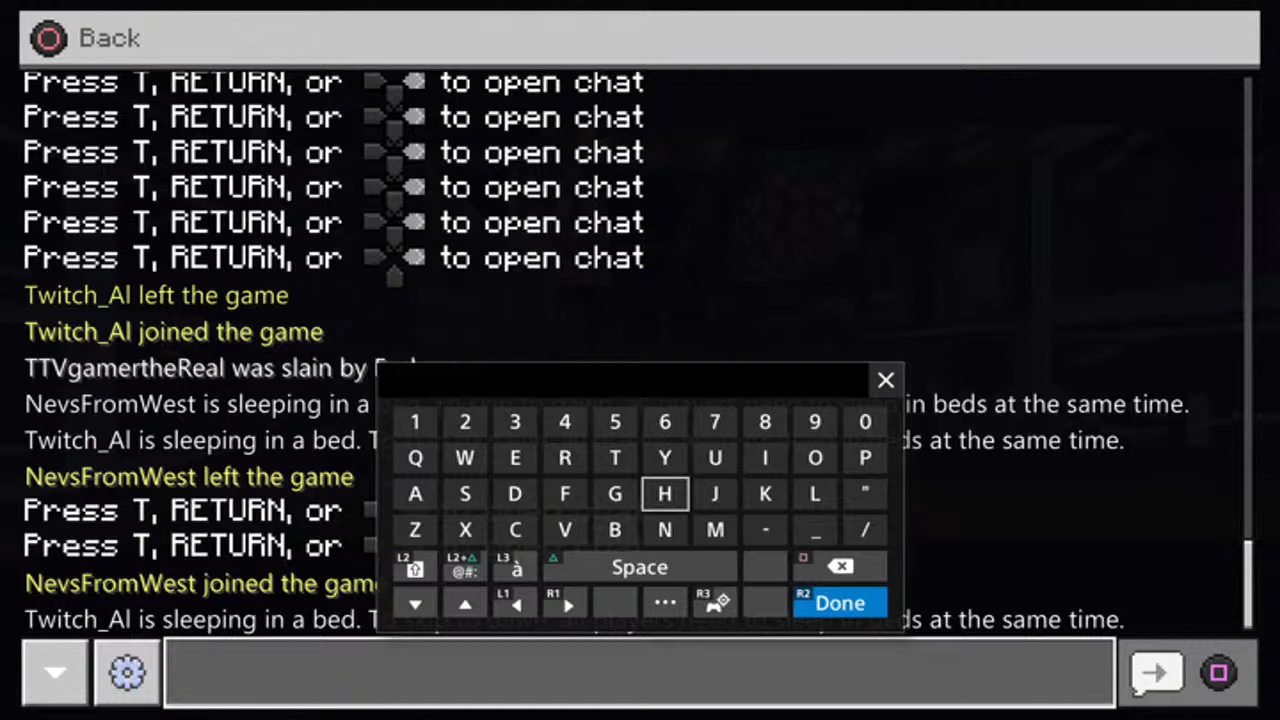 Back
Press T, RETURN, or to open chat
Press T, RETURN, or to open chat
Press T, RETURN, or to open chat
Press T, RETURN, or to open chat
Press T, RETURN, or to open chat
Press T, RETURN, or to open chat
Twitch_Al left the game
Twitch_Al joined the game
TTVgamertheReal was slain by
NevsFromWest is sleeping in a in beds at the same time.
Twitch_Al is sleeping in a bed. ds at the same time.
NevsFromWest left the game
Press T, RETURN, or
Press T, RETURN, or
NevsFromWest joined the game
Twitch_Al is sleeping in a bed. ds at the same time.
1 2 3 4 5 6 7 8 9 0
Q W E R T Y U I O P
A S D F G H J K L "
Z X C V B N M - _ /
L2 L2+△ @#: L3 à Space
L1 R1 ... R3 R2 Done